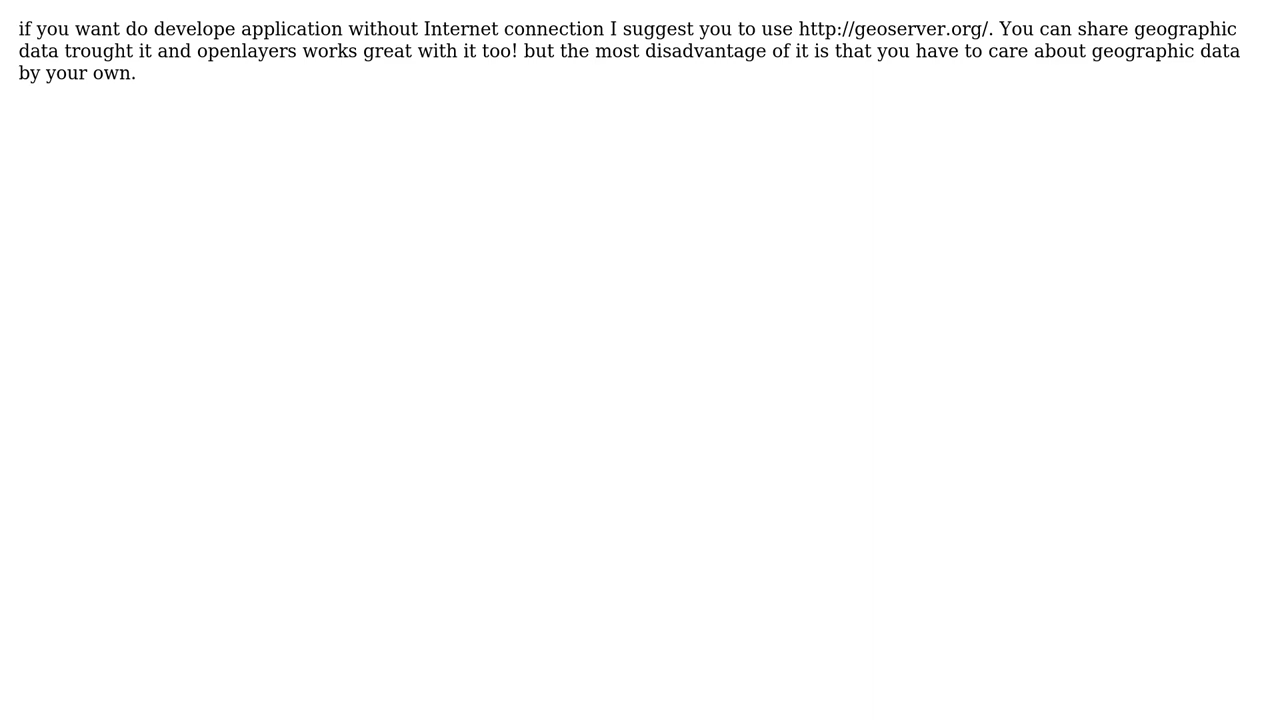 if you want do develope application without Internet connection I suggest you to use http://geoserver.org/. You can share geographic
data trought it and openlayers works great with it too! but the most disadvantage of it is that you have to care about geographic data
by your own.